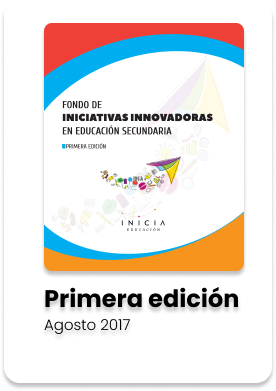 FONDO DE
INICIATIVAS INNOVADORAS
EN EDUCACIÓN SECUNDARIA
PRIMERA EDICIÓN
INICIA
EDUCACIÓN
Primera edición
Agosto 2017